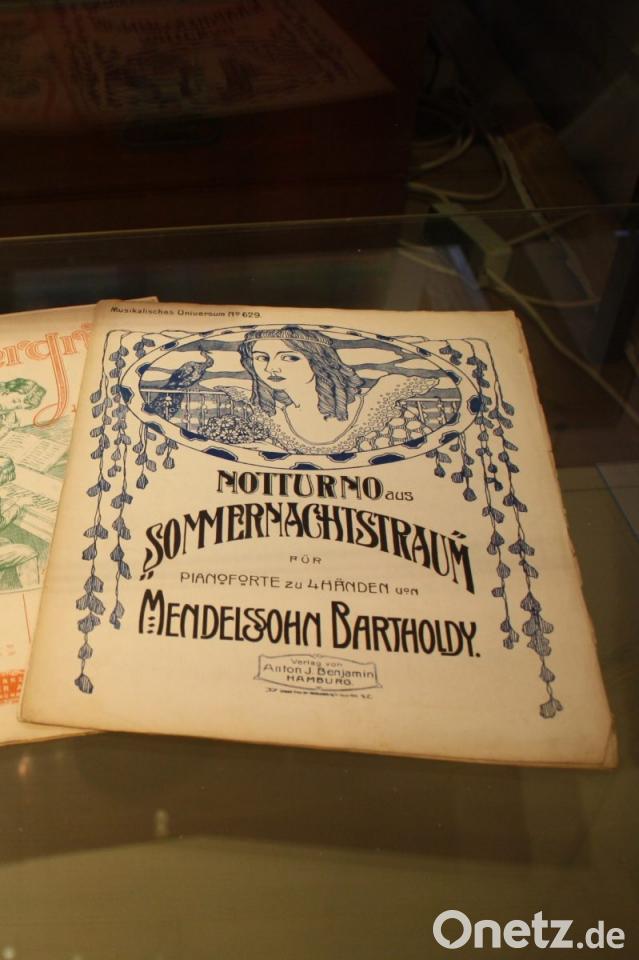 Musikalisches Universum No 629.
NOTTURNO aus
"SOMMERNACHTSTRAUM"
FÜR
PIANOFORTE zu 4 HÄNDEN von
MENDELSSOHN BARTHOLDY.
Verlag von
Anton J. Benjamin
HAMBURG.
Onetz.de